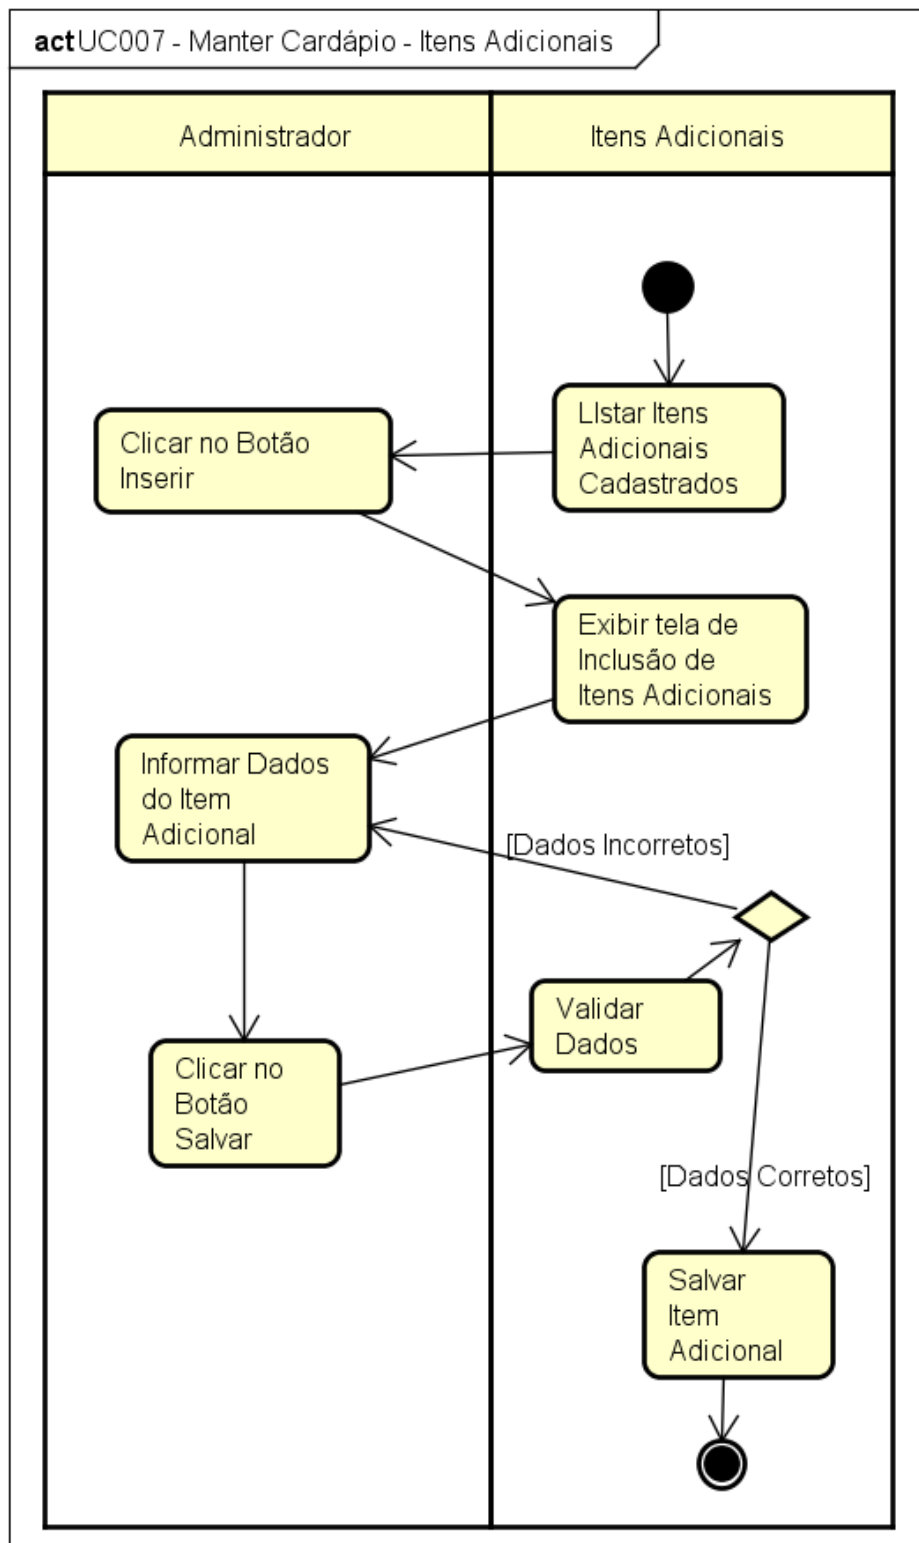 act UC007 - Manter Cardápio - Itens Adicionais
Administrador
Itens Adicionais
LIstar Itens
Adicionais
Cadastrados
Clicar no Botão
Inserir
Exibir tela de
Inclusão de
Itens Adicionais
Informar Dados
do Item
Adicional
[Dados Incorretos]
Validar
Dados
Clicar no
Botão
Salvar
[Dados Corretos]
Salvar
Item
Adicional